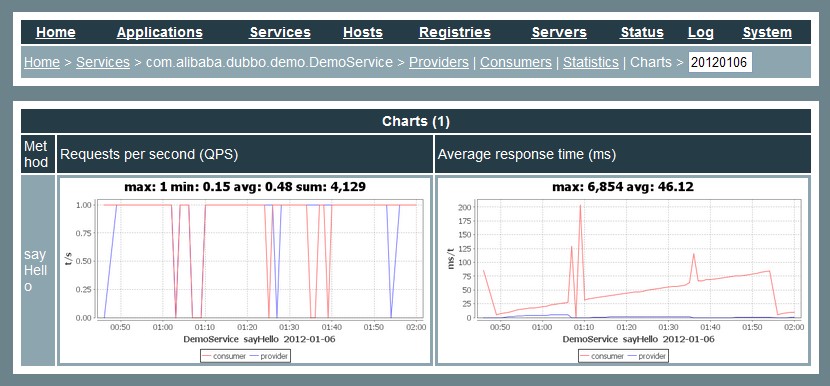 Home Applications Services Hosts Registries Servers Status Log System
Home > Services > com.alibaba.dubbo.demo.DemoService > Providers | Consumers | Statistics | Charts > 20120106
Charts (1)
Met
hod
Requests per second (QPS)
Average response time (ms)
say
Hell
o
max: 1 min: 0.15 avg: 0.48 sum: 4,129
1.00
0.75
0.50
0.25
0.00
t/s
00:50 01:00 01:10 01:20 01:30 01:40 01:50 02:00
DemoService sayHello 2012-01-06
consumer provider
max: 6,854 avg: 46.12
200
175
150
125
100
75
50
25
0
ms/t
00:50 01:00 01:10 01:20 01:30 01:40 01:50 02:00
DemoService sayHello 2012-01-06
consumer provider